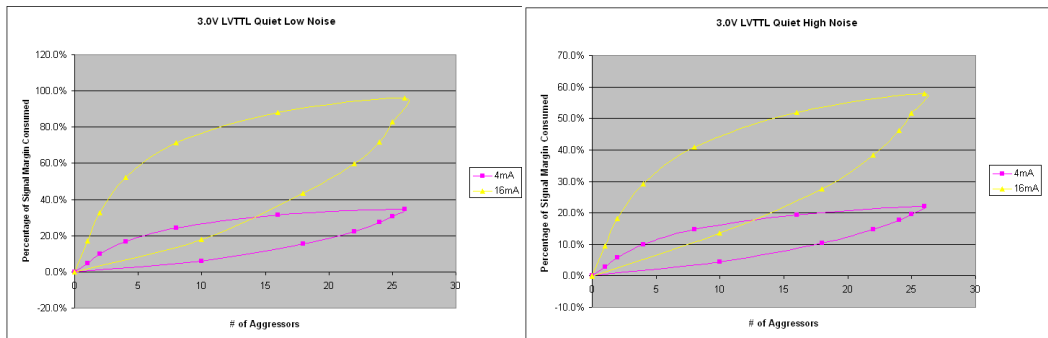 3.0V LVTTL Quiet Low Noise
120.0%
100.0%
80.0%
60.0%
40.0%
20.0%
0.0%
-20.0%
Percentage of Signal Margin Consumed
0 5 10 15 20 25 30
# of Aggressors
4mA
16mA
3.0V LVTTL Quiet High Noise
70.0%
60.0%
50.0%
40.0%
30.0%
20.0%
10.0%
0.0%
-10.0%
Percentage of Signal Margin Consumed
0 5 10 15 20 25 30
# of Aggressors
4mA
16mA